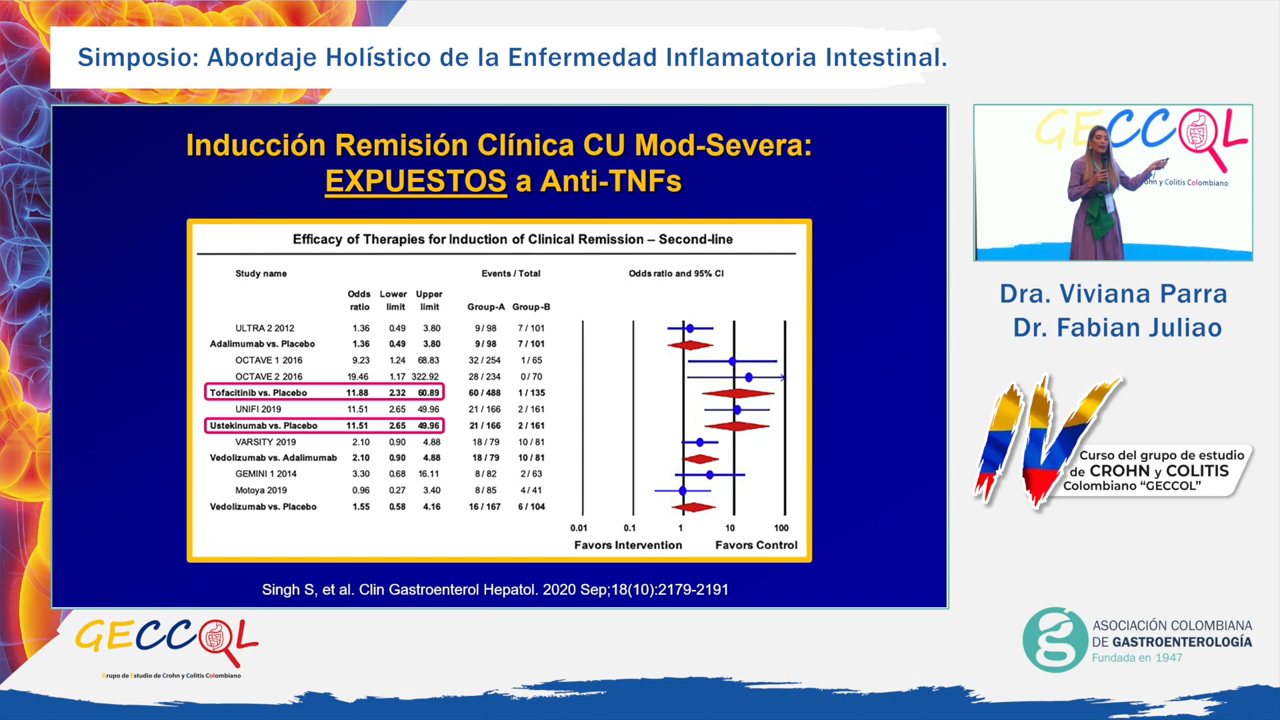 Simposio: Abordaje Holístico de la Enfermedad Inflamatoria Intestinal.
Inducción Remisión Clínica CU Mod-Severa:
EXPUESTOS a Anti-TNFs
Efficacy of Therapies for Induction of Clinical Remission – Second-line
Study name Events / Total Odds ratio and 95% CI
Odds ratio Lower limit Upper limit Group-A Group-B
ULTRA 2 2012 1.36 0.49 3.80 9 / 98 7 / 101
Adalimumab vs. Placebo 1.36 0.49 3.80 9 / 98 7 / 101
OCTAVE 1 2016 9.23 1.24 68.83 32 / 254 1 / 65
OCTAVE 2 2016 19.46 1.17 322.92 28 / 234 0 / 70
Tofacitinib vs. Placebo 11.88 2.32 60.89 60 / 488 1 / 135
UNIFI 2019 11.51 2.65 49.96 21 / 166 2 / 161
Ustekinumab vs. Placebo 11.51 2.65 49.96 21 / 166 2 / 161
VARSITY 2019 2.10 0.90 4.88 18 / 79 10 / 81
Vedolizumab vs. Adalimumab 2.10 0.90 4.88 18 / 79 10 / 81
GEMINI 1 2014 3.30 0.68 16.11 8 / 82 2 / 63
Motoya 2019 0.96 0.27 3.40 8 / 85 4 / 41
Vedolizumab vs. Placebo 1.55 0.58 4.16 16 / 167 6 / 104
0.01 0.1 1 10 100
Favors Intervention Favors Control
Singh S, et al. Clin Gastroenterol Hepatol. 2020 Sep;18(10):2179-2191
GECCOL
ohn y Colitis Colombiano
Dra. Viviana Parra
Dr. Fabian Juliao
IV
Curso del grupo de estudio
de CROHN y COLITIS
Colombiano "GECCOL"
GECCOL
Grupo de Estudio de Crohn y Colitis Colombiano
ASOCIACIÓN COLOMBIANA
DE GASTROENTEROLOGÍA
Fundada en 1947